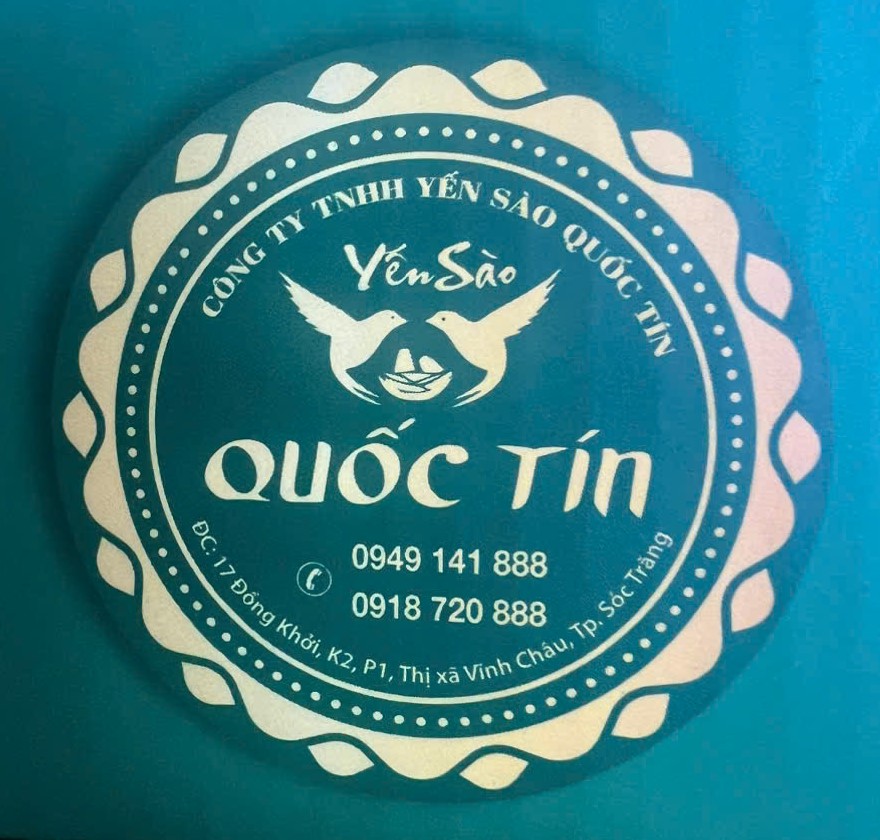 CÔNG TY TNHH YẾN SÀO QUỐC TÍN
Yến Sào
QUỐC TÍN
0949 141 888
0918 720 888
ĐC: 17 Đồng Khởi, K2, P1, Thị xã Vĩnh Châu, Tp. Sóc Trăng